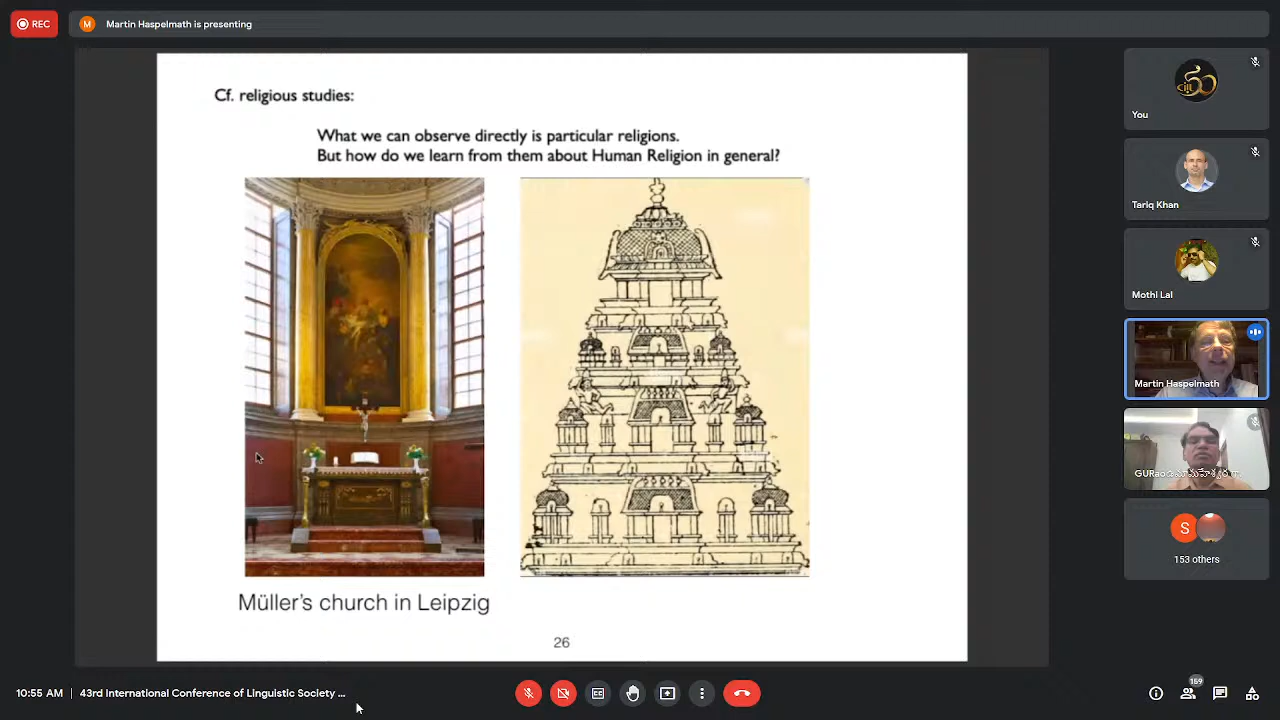 REC
M
Martin Haspelmath is presenting
Cf. religious studies:
What we can observe directly is particular religions.
But how do we learn from them about Human Religion in general?
Müller's church in Leipzig
26
You
Tariq Khan
Mothi Lal
Martin Haspelmath
GURao
S
153 others
10:55 AM | 43rd International Conference of Linguistic Society ...
159